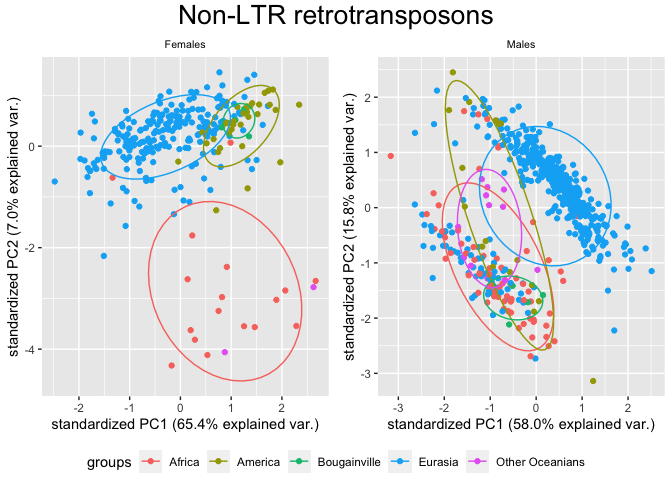 Non-LTR retrotransposons
Females
Males
standardized PC2 (7.0% explained var.)
0
-2
-4
-2
-1
0
1
2
standardized PC1 (65.4% explained var.)
standardized PC2 (15.8% explained var.)
2
1
0
-1
-2
-3
-3
-2
-1
0
1
2
standardized PC1 (58.0% explained var.)
groups Africa America Bougainville Eurasia Other Oceanians